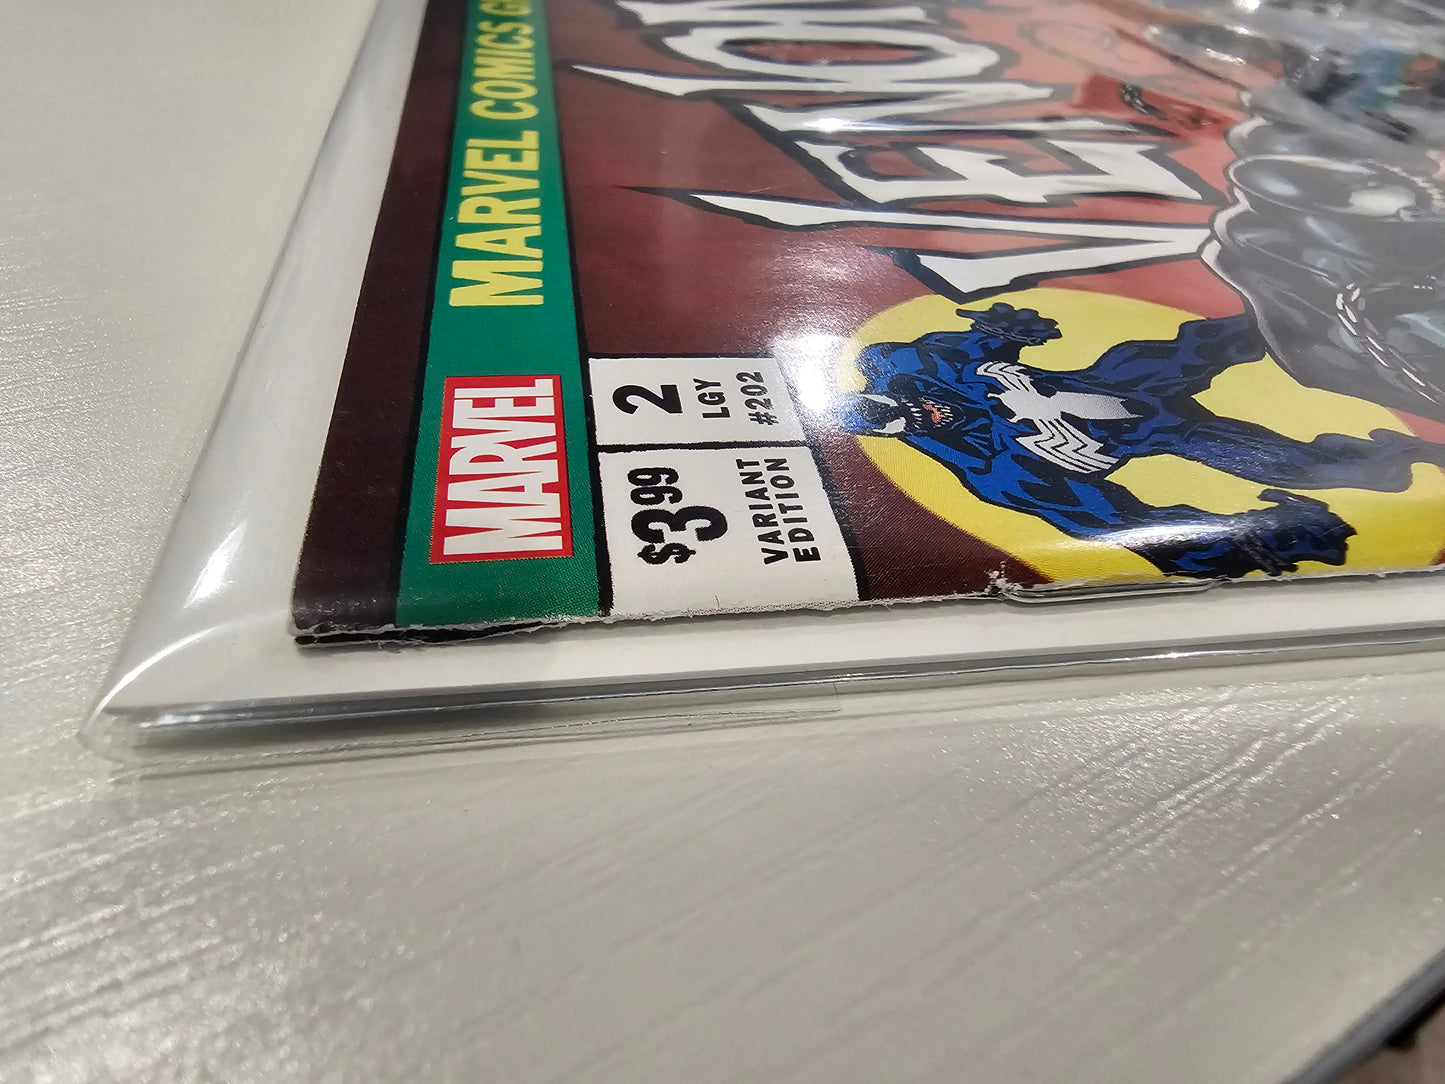 MARVEL COMICS G
VENOM
MARVEL
2
LGY
#202
$3.99
VARIANT
EDITION